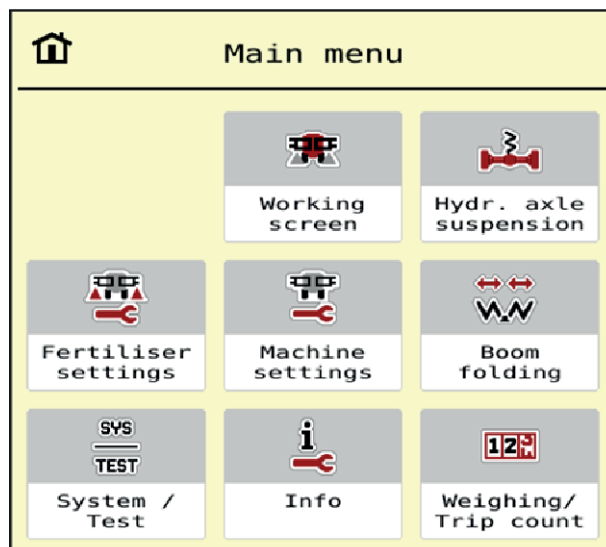 Main menu
Working
screen
Hydr. axle
suspension
Fertiliser
settings
Machine
settings
Boom
folding
SYS
TEST
System /
Test
i
Info
123
Weighing/
Trip count